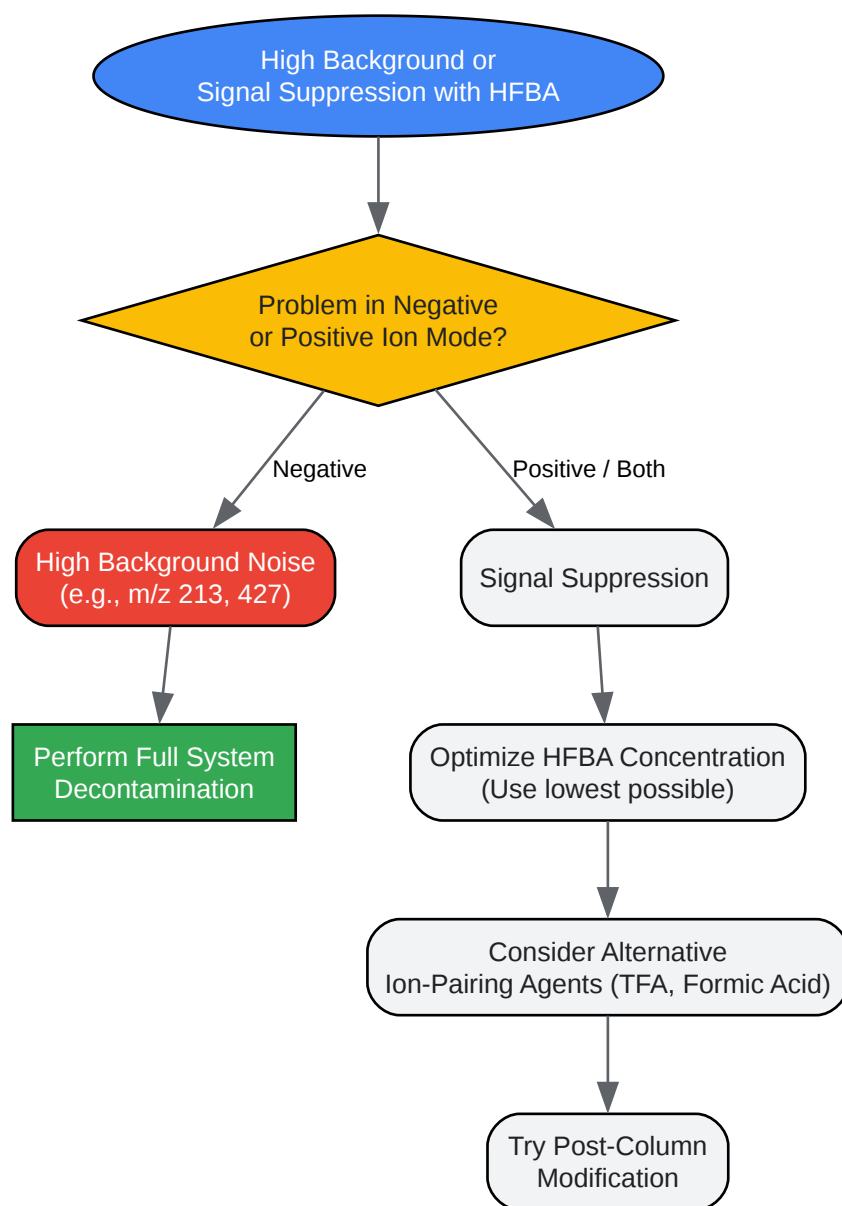 High Background or
Signal Suppression with HFBA
Problem in Negative
or Positive Ion Mode?
Negative
Positive / Both
High Background Noise
(e.g., m/z 213, 427)
Signal Suppression
Perform Full System
Decontamination
Optimize HFBA Concentration
(Use lowest possible)
Consider Alternative
Ion-Pairing Agents (TFA, Formic Acid)
Try Post-Column
Modification